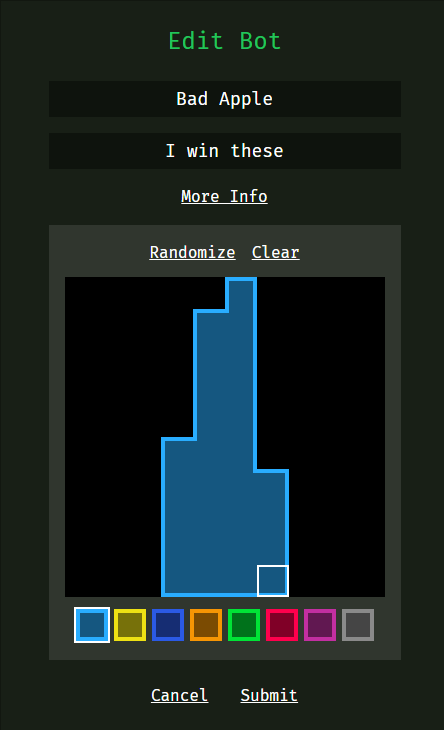 Edit Bot
Bad Apple
I win these
More Info
Randomize Clear
Cancel Submit